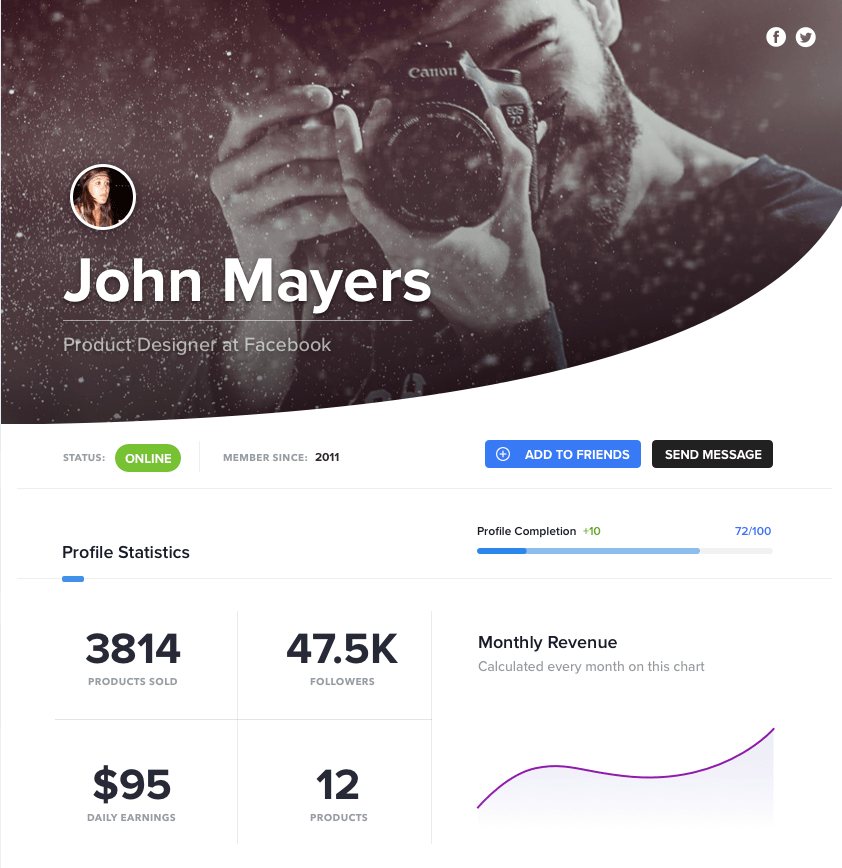 Canon
EOS
7D
John Mayers
Product Designer at Facebook
STATUS: ONLINE MEMBER SINCE: 2011 ADD TO FRIENDS SEND MESSAGE
Profile Completion +10 72/100
Profile Statistics
3814 47.5K
PRODUCTS SOLD FOLLOWERS
Monthly Revenue
Calculated every month on this chart
$95 12
DAILY EARNINGS PRODUCTS